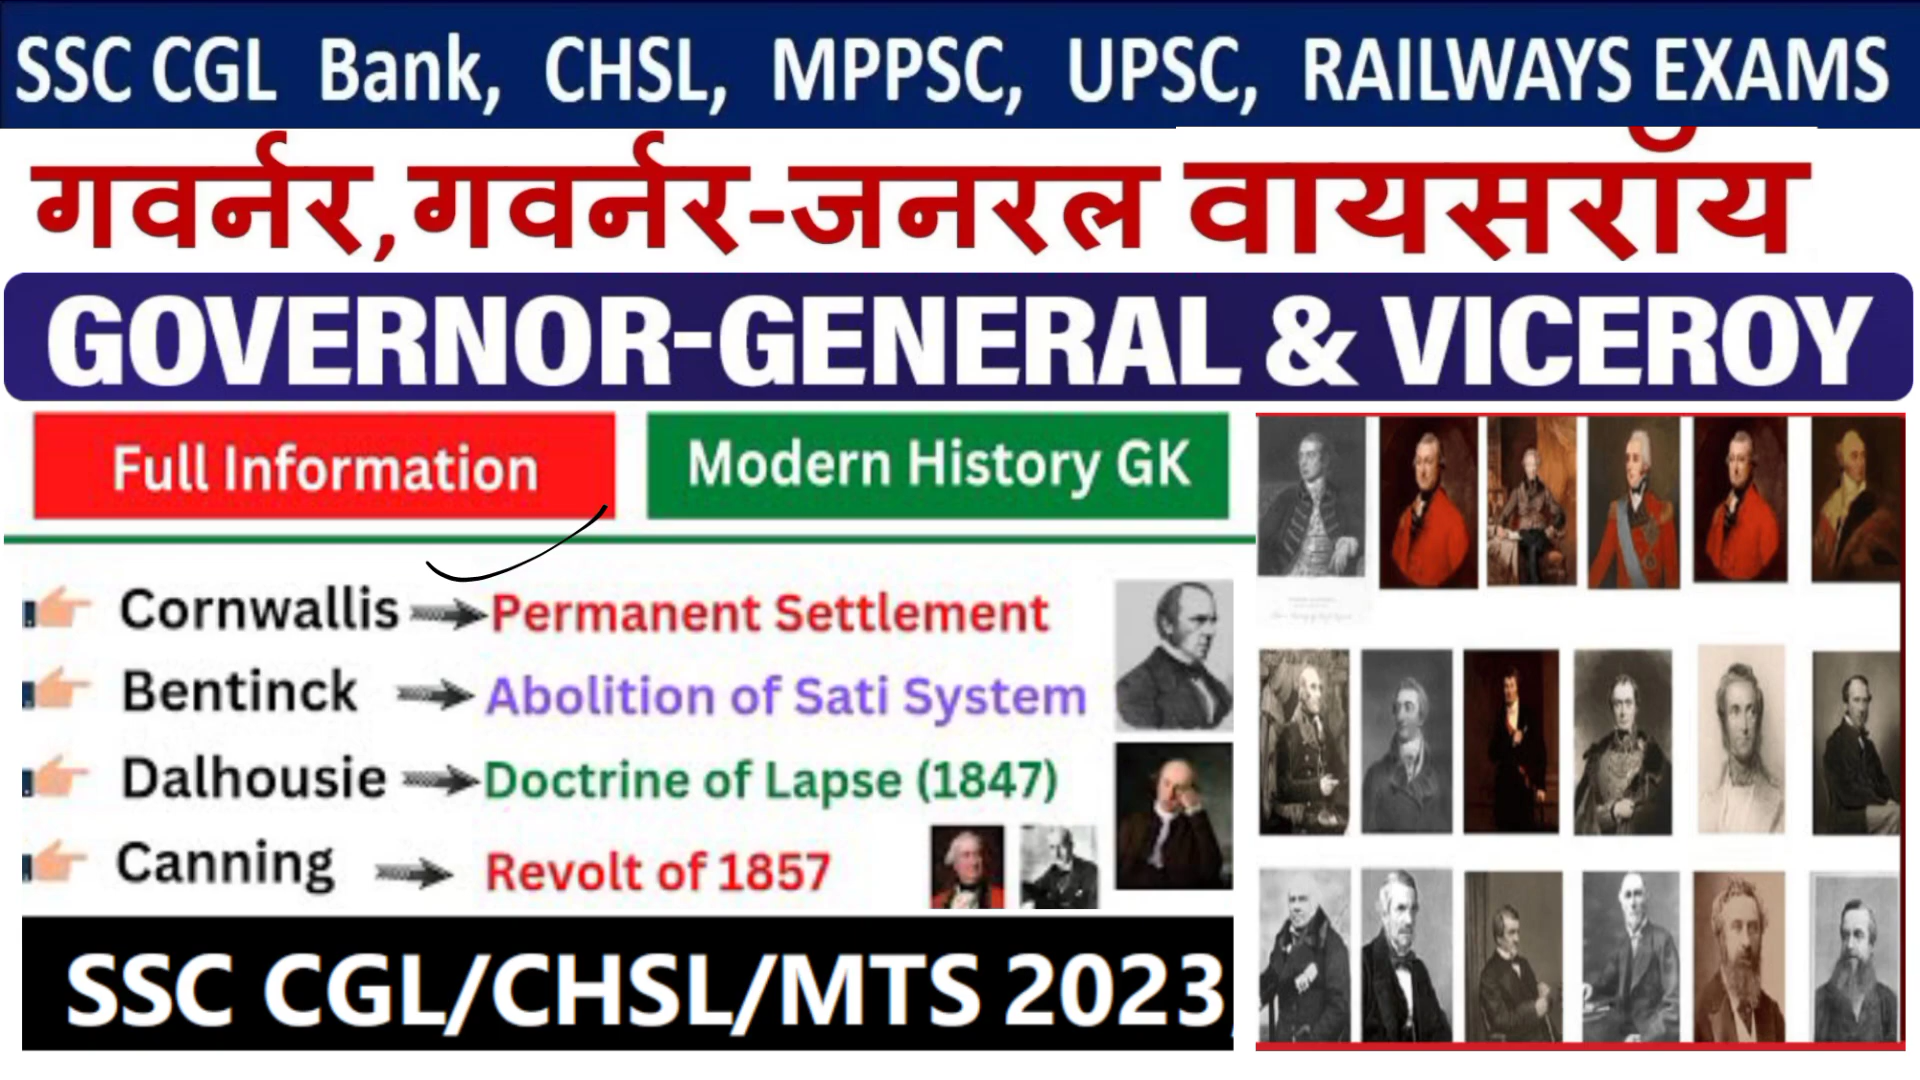 SSC CGL Bank, CHSL, MPPSC, UPSC, RAILWAYS EXAMS
गवर्नर,गवर्नर-जनरल वायसरॉय
GOVERNOR-GENERAL & VICEROY
Full Information
Modern History GK
Cornwallis Permanent Settlement
Bentinck Abolition of Sati System
Dalhousie Doctrine of Lapse (1847)
Canning Revolt of 1857
SSC CGL/CHSL/MTS 2023,